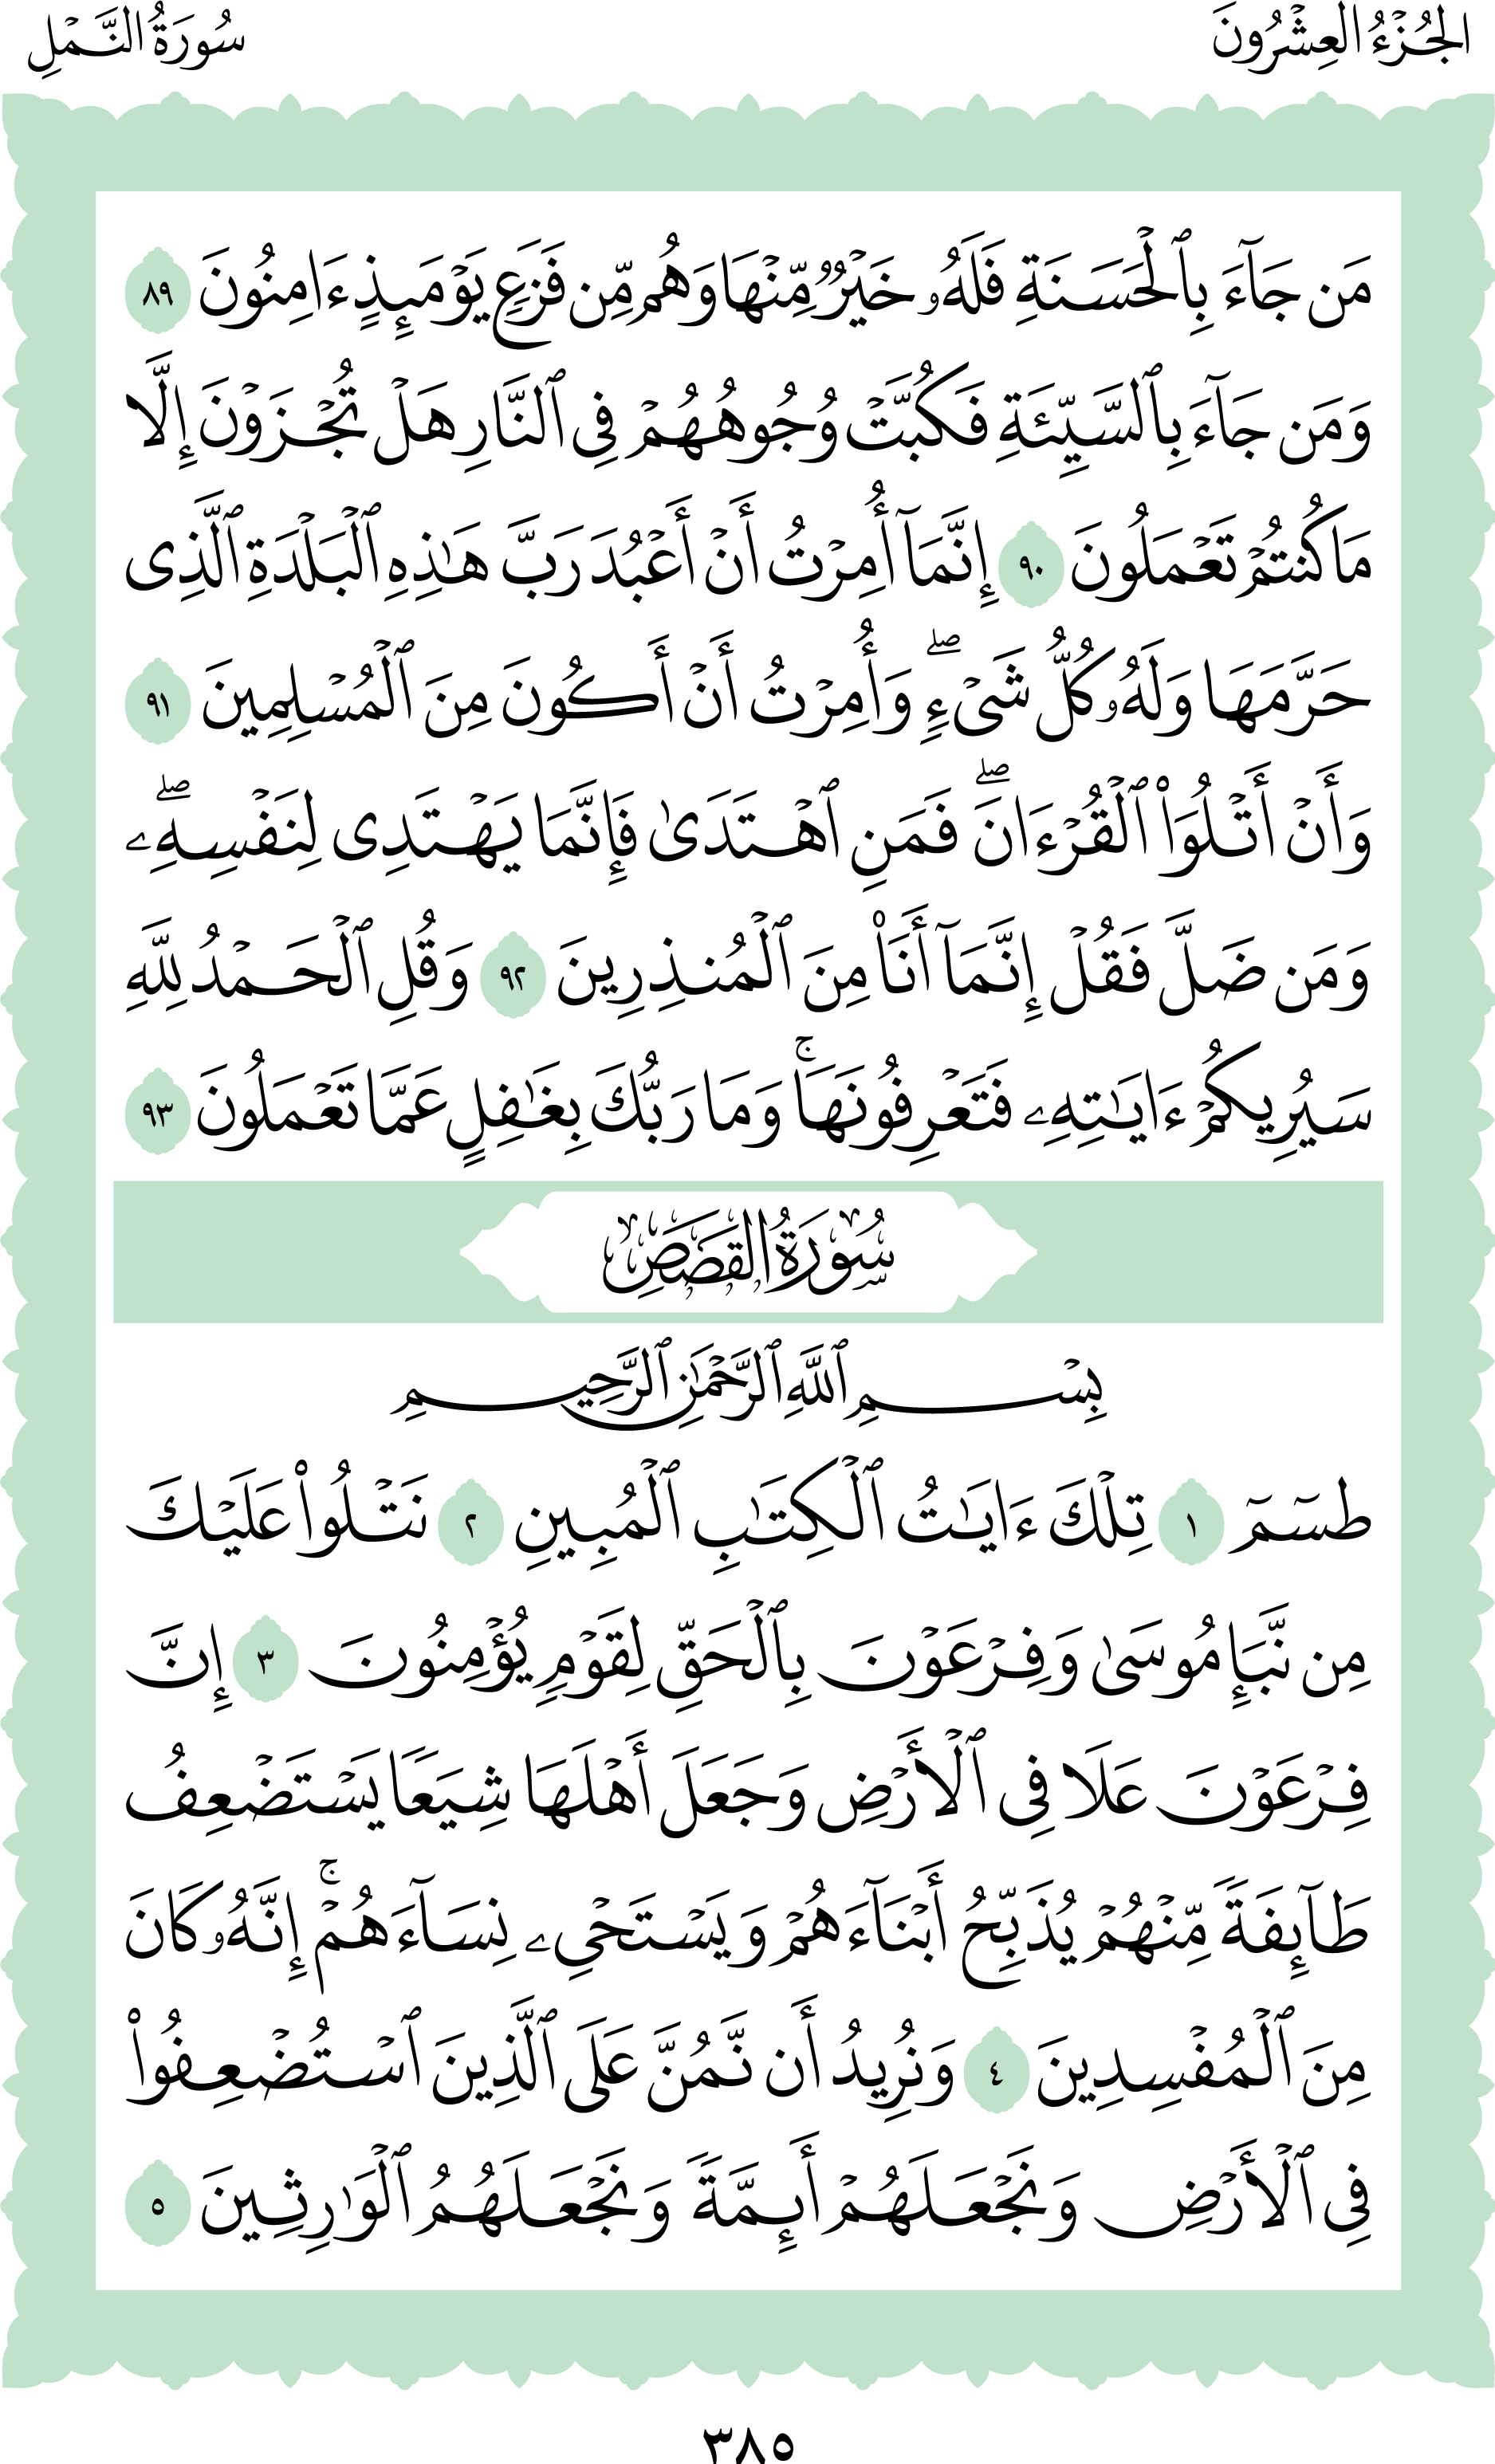 الجُزْءُ العِشْرُونَ
سُورَةُ النَّمْلِ
مَن جَآءَ بِٱلْحَسَنَةِ فَلَهُۥ خَيْرٌ مِّنْهَا وَهُم مِّن فَزَعٍ يَوْمَئِذٍ ءَامِنُونَ ٨٩
وَمَن جَآءَ بِٱلسَّيِّئَةِ فَكُبَّتْ وُجُوهُهُمْ فِى ٱلنَّارِ هَلْ تُجْزَوْنَ إِلَّا
مَا كُنتُمْ تَعْمَلُونَ ٩٠ إِنَّمَآ أُمِرْتُ أَنْ أَعْبُدَ رَبَّ هَٰذِهِ ٱلْبَلْدَةِ ٱلَّذِى
حَرَّمَهَا وَلَهُۥ كُلُّ شَىْءٍ ۖ وَأُمِرْتُ أَنْ أَكُونَ مِنَ ٱلْمُسْلِمِينَ ٩١
وَأَنْ أَتْلُوَا۟ ٱلْقُرْءَانَ ۖ فَمَنِ ٱهْتَدَىٰ فَإِنَّمَا يَهْتَدِى لِنَفْسِهِۦ ۖ
وَمَن ضَلَّ فَقُلْ إِنَّمَآ أَنَا۠ مِنَ ٱلْمُنذِرِينَ ٩٢ وَقُلِ ٱلْحَمْدُ لِلَّهِ
سَيُرِيكُمْ ءَايَٰتِهِۦ فَتَعْرِفُونَهَا ۚ وَمَا رَبُّكَ بِغَٰفِلٍ عَمَّا تَعْمَلُونَ ٩٣
سُورَةُ القَصَصِ
بِسْمِ ٱللَّهِ ٱلرَّحْمَٰنِ ٱلرَّحِيمِ
طسٓمٓ ١ تِلْكَ ءَايَٰتُ ٱلْكِتَٰبِ ٱلْمُبِينِ ٢ نَتْلُوا۟ عَلَيْكَ
مِن نَّبَإِ مُوسَىٰ وَفِرْعَوْنَ بِٱلْحَقِّ لِقَوْمٍ يُؤْمِنُونَ ٣ إِنَّ
فِرْعَوْنَ عَلَا فِى ٱلْأَرْضِ وَجَعَلَ أَهْلَهَا شِيَعًا يَسْتَضْعِفُ
طَآئِفَةً مِّنْهُمْ يُذَبِّحُ أَبْنَآءَهُمْ وَيَسْتَحْىِۦ نِسَآءَهُمْ ۚ إِنَّهُۥ كَانَ
مِنَ ٱلْمُفْسِدِينَ ٤ وَنُرِيدُ أَن نَّمُنَّ عَلَى ٱلَّذِينَ ٱسْتُضْعِفُوا۟
فِى ٱلْأَرْضِ وَنَجْعَلَهُمْ أَئِمَّةً وَنَجْعَلَهُمُ ٱلْوَٰرِثِينَ ٥
٣٨٥